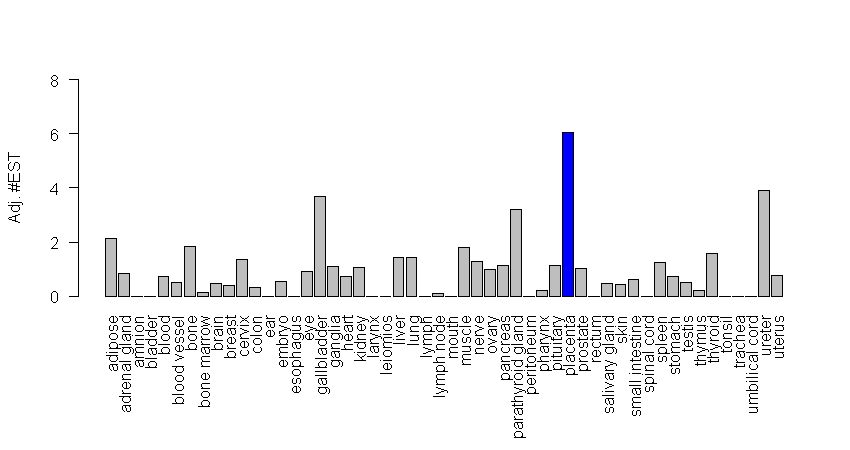 Adj. #EST
8
6
4
2
0
adipose
adrenal gland
amnion
bladder
blood
blood vessel
bone
bone marrow
brain
breast
cervix
colon
ear
embryo
esophagus
eye
gallbladder
ganglia
heart
kidney
larynx
leiomios
liver
lung
lymph
lymph node
mouth
muscle
nerve
ovary
pancreas
parathyroid gland
peritoneum
pharynx
pituitary
placenta
prostate
rectum
salivary gland
skin
small intestine
spinal cord
spleen
stomach
testis
thymus
thyroid
tonsil
trachea
umbilical cord
ureter
uterus